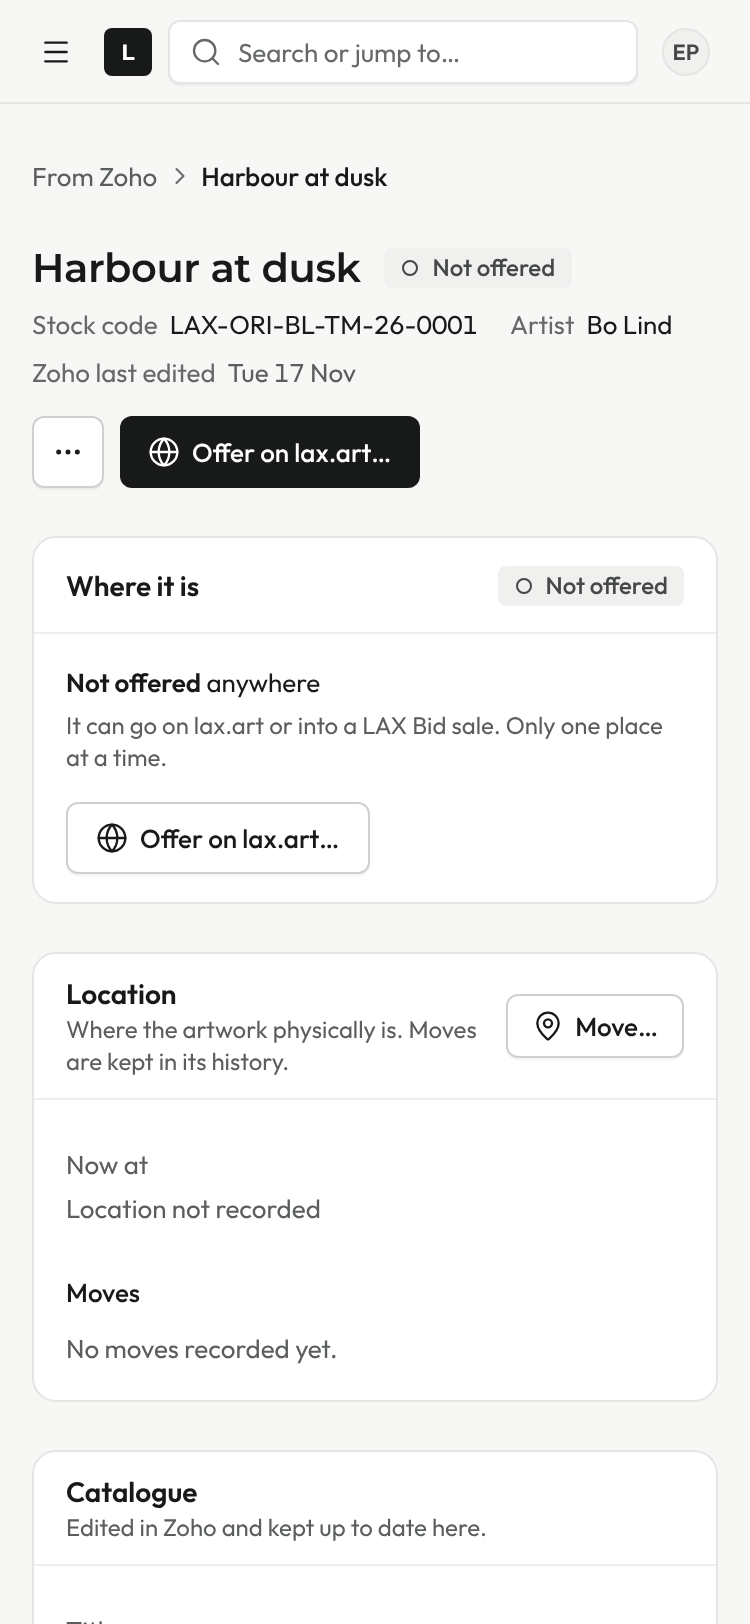 L
Search or jump to...
EP
From Zoho > Harbour at dusk
Harbour at dusk
Not offered
Stock code LAX-ORI-BL-TM-26-0001 Artist Bo Lind
Zoho last edited Tue 17 Nov
Offer on lax.art...
Where it is
Not offered
Not offered anywhere
It can go on lax.art or into a LAX Bid sale. Only one place
at a time.
Offer on lax.art...
Location
Where the artwork physically is. Moves
are kept in its history.
Move...
Now at
Location not recorded
Moves
No moves recorded yet.
Catalogue
Edited in Zoho and kept up to date here.